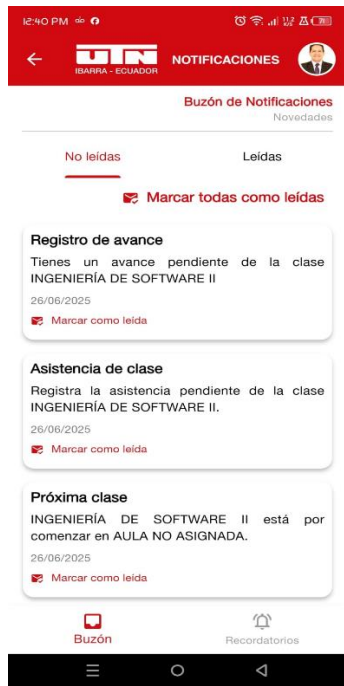 12:40 PM
UTN
IBARRA - ECUADOR
NOTIFICACIONES
Buzón de Notificaciones
Novedades
No leídas
Leídas
Marcar todas como leídas
Registro de avance
Tienes un avance pendiente de la clase
INGENIERÍA DE SOFTWARE II
26/06/2025
Marcar como leída
Asistencia de clase
Registra la asistencia pendiente de la clase
INGENIERÍA DE SOFTWARE II.
26/06/2025
Marcar como leída
Próxima clase
INGENIERÍA DE SOFTWARE II está por
comenzar en AULA NO ASIGNADA.
26/06/2025
Marcar como leída
Buzón
Recordatorios